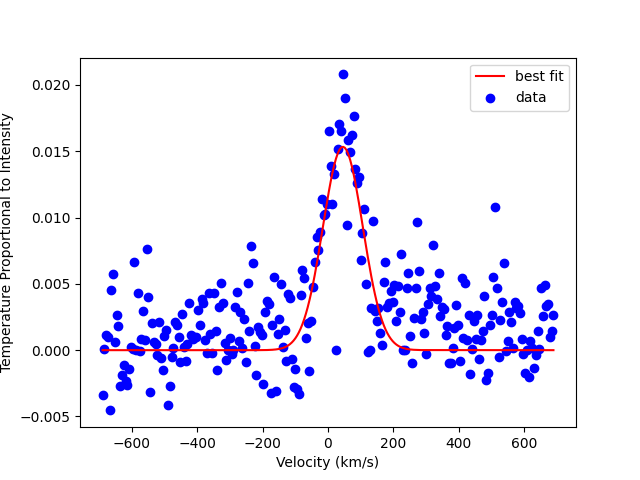 best fit
data
0.020
0.015
0.010
0.005
0.000
−0.005
Temperature Proportional to Intensity
−600 −400 −200 0 200 400 600
Velocity (km/s)